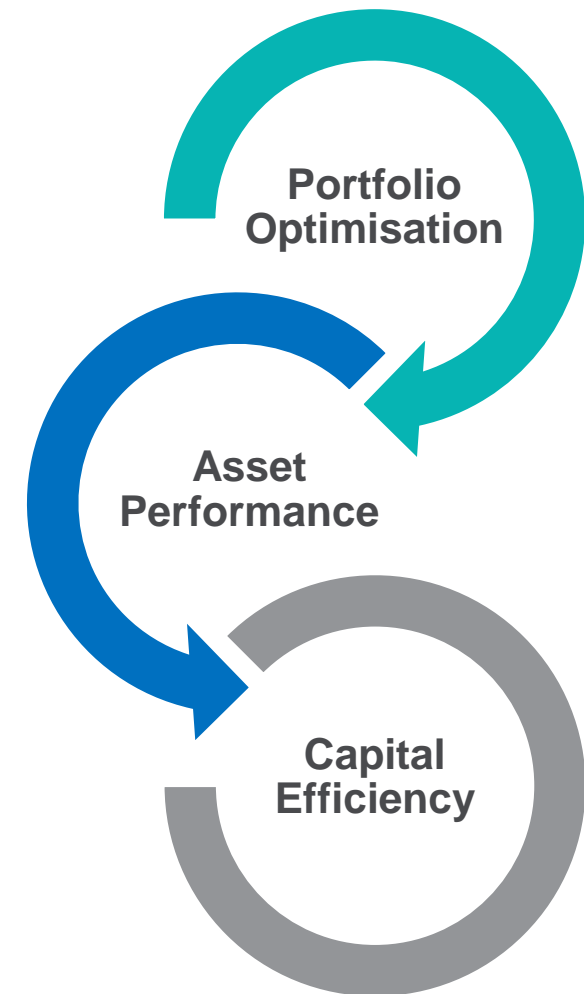 Portfolio
Optimisation
Asset
Performance
Capital
Efficiency